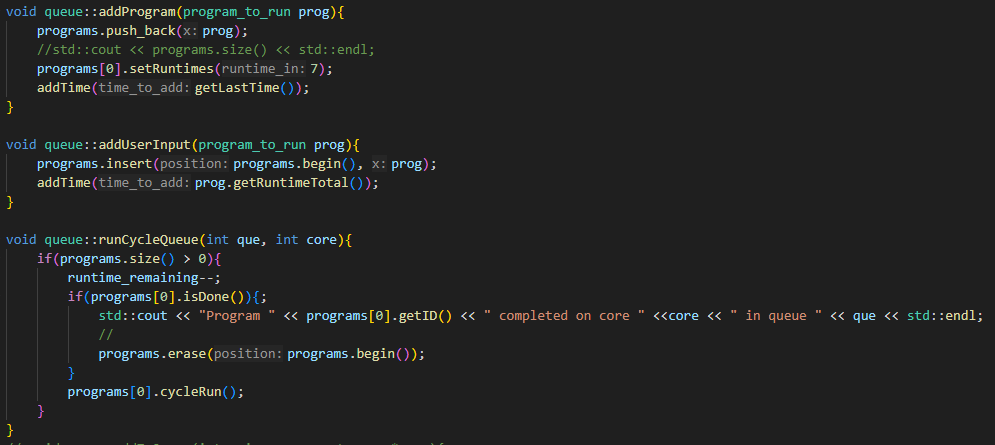 void queue::addProgram(program_to_run prog){
programs.push_back(x: prog);
//std::cout << programs.size() << std::endl;
programs[0].setRuntimes(runtime_in: 7);
addTime(time_to_add: getLastTime());
}
void queue::addUserInput(program_to_run prog){
programs.insert(position: programs.begin(), x: prog);
addTime(time_to_add: prog.getRuntimeTotal());
}
void queue::runCycleQueue(int que, int core){
if(programs.size() > 0){
runtime_remaining--;
if(programs[0].isDone()){;
std::cout << "Program " << programs[0].getID() << " completed on core " <<core << " in queue " << que << std::endl;
//
programs.erase(position: programs.begin());
}
programs[0].cycleRun();
}
}